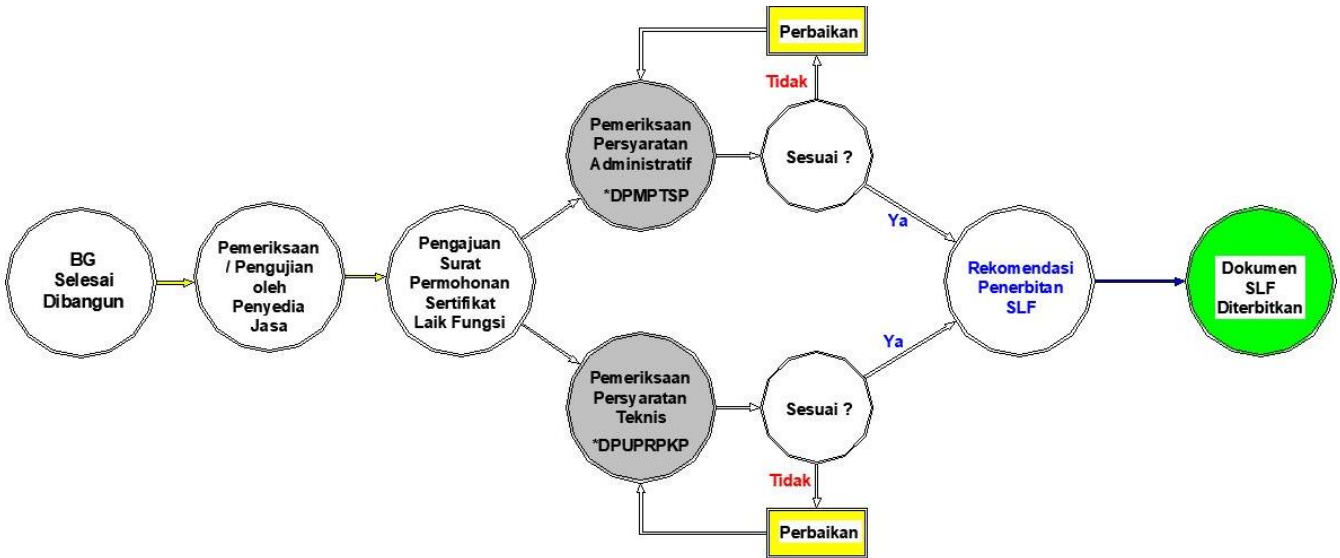 BG
Selesai
Dibangun
Pemeriksaan
/ Pengujian
oleh
Penyedia
Jasa
Pengajuan
Surat
Permohonan
Sertifikat
Laik Fungsi
Pemeriksaan
Persyaratan
Administratif
*DPMPTSP
Sesuai ?
Tidak
Perbaikan
Ya
Pemeriksaan
Persyaratan
Teknis
*DPUPRPKP
Sesuai ?
Tidak
Perbaikan
Ya
Rekomendasi
Penerbitan
SLF
Dokumen
SLF
Diterbitkan